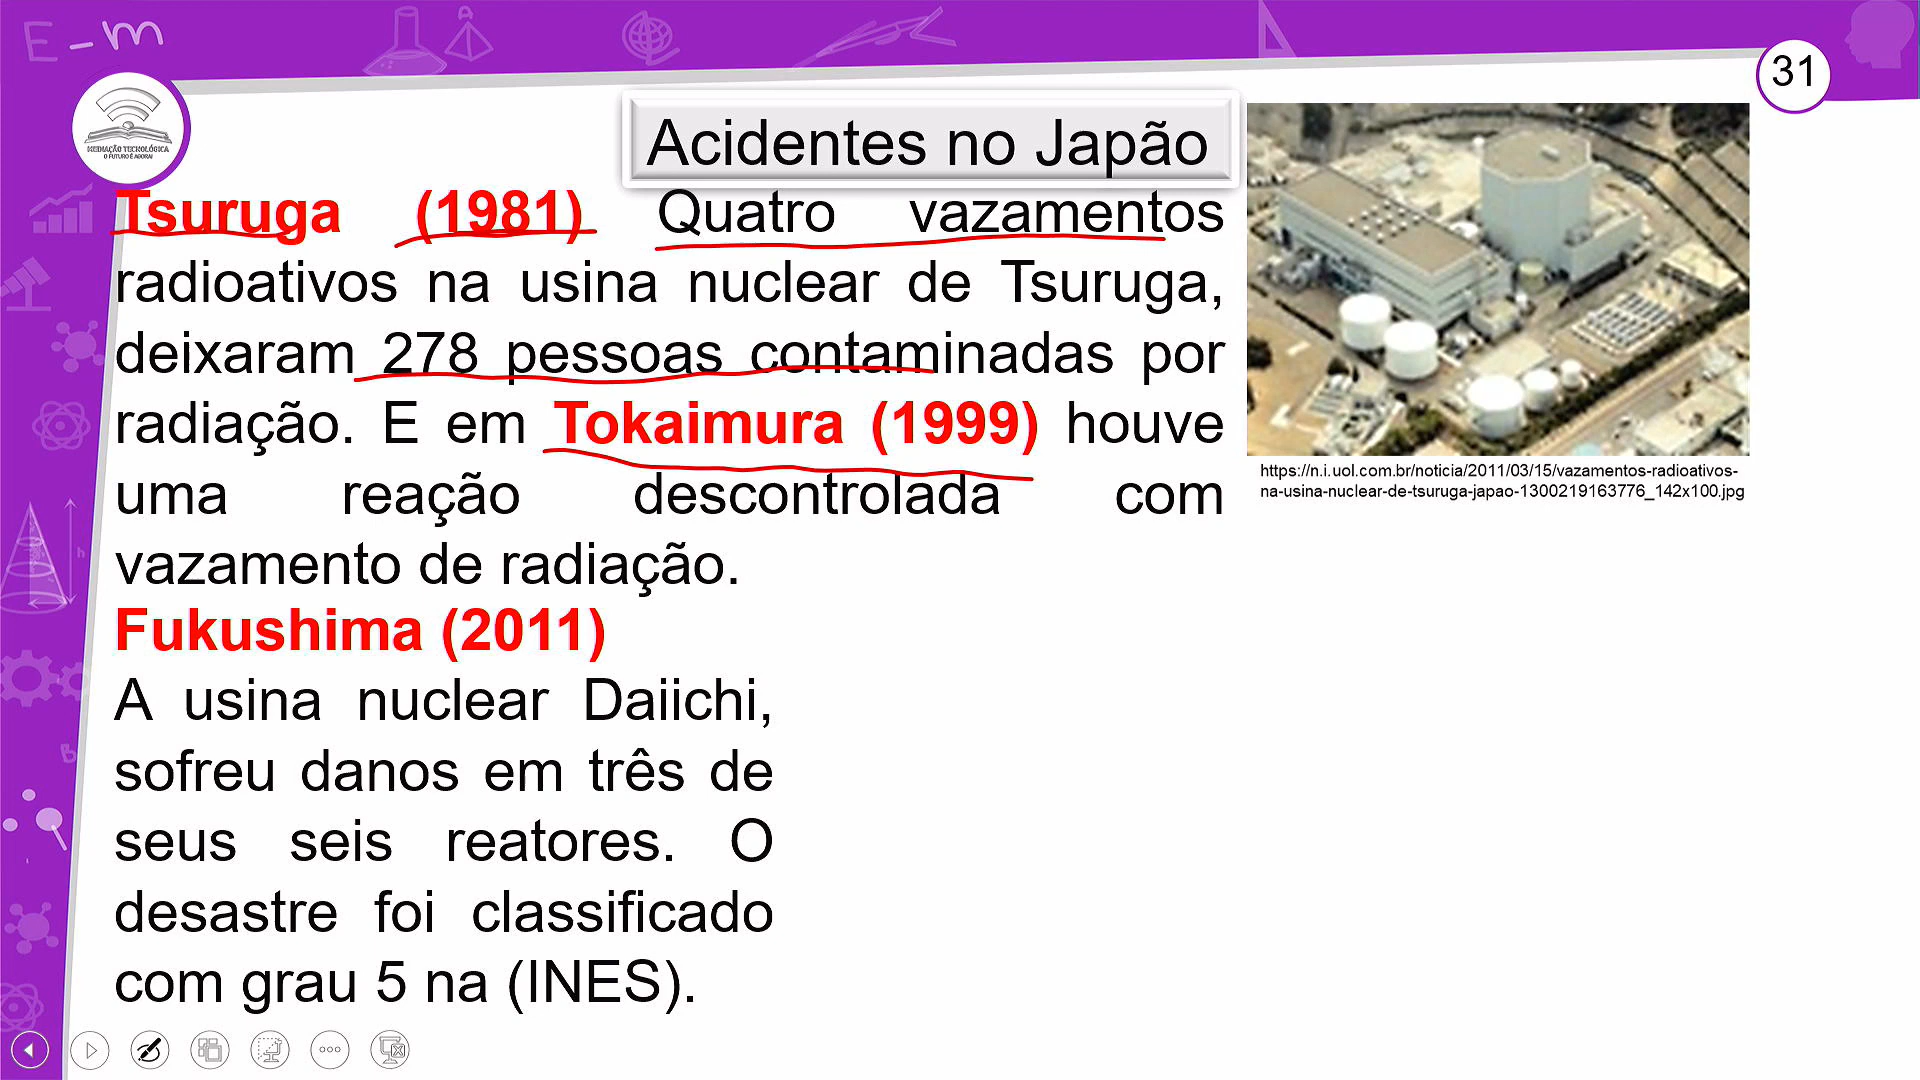 E-m
31
MEDIAÇÃO TECNOLÓGICA
O FUTURO É AGORA!
Acidentes no Japão
Tsuruga (1981) Quatro vazamentos
radioativos na usina nuclear de Tsuruga,
deixaram 278 pessoas contaminadas por
radiação. E em Tokaimura (1999) houve
uma reação descontrolada com
vazamento de radiação.
https://n.i.uol.com.br/noticia/2011/03/15/vazamentos-radioativos-
na-usina-nuclear-de-tsuruga-japao-1300219163776_142x100.jpg
Fukushima (2011)
A usina nuclear Daiichi,
sofreu danos em três de
seus seis reatores. O
desastre foi classificado
com grau 5 na (INES).